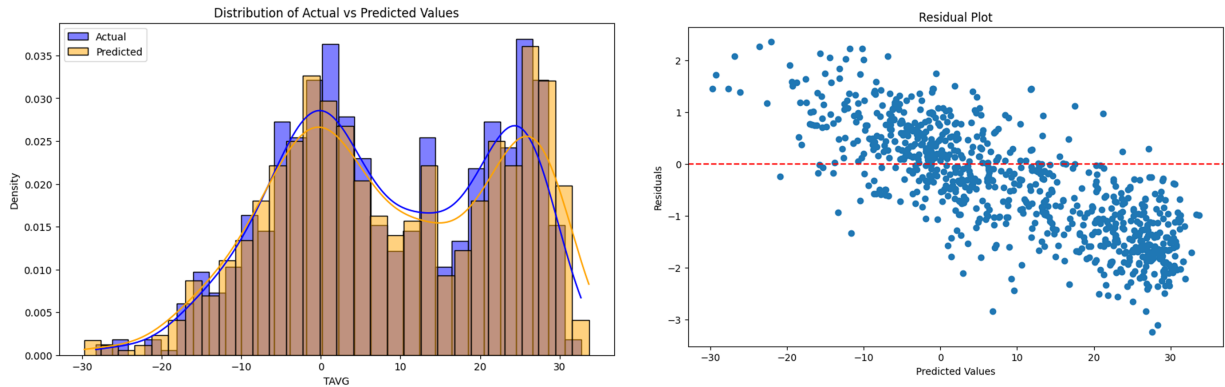 Distribution of Actual vs Predicted Values
Actual
Predicted
0.035
0.030
0.025
0.020
0.015
0.010
0.005
0.000
Density
−30 −20 −10 0 10 20 30
TAVG
Residual Plot
2
1
0
−1
−2
−3
Residuals
−30 −20 −10 0 10 20 30
Predicted Values